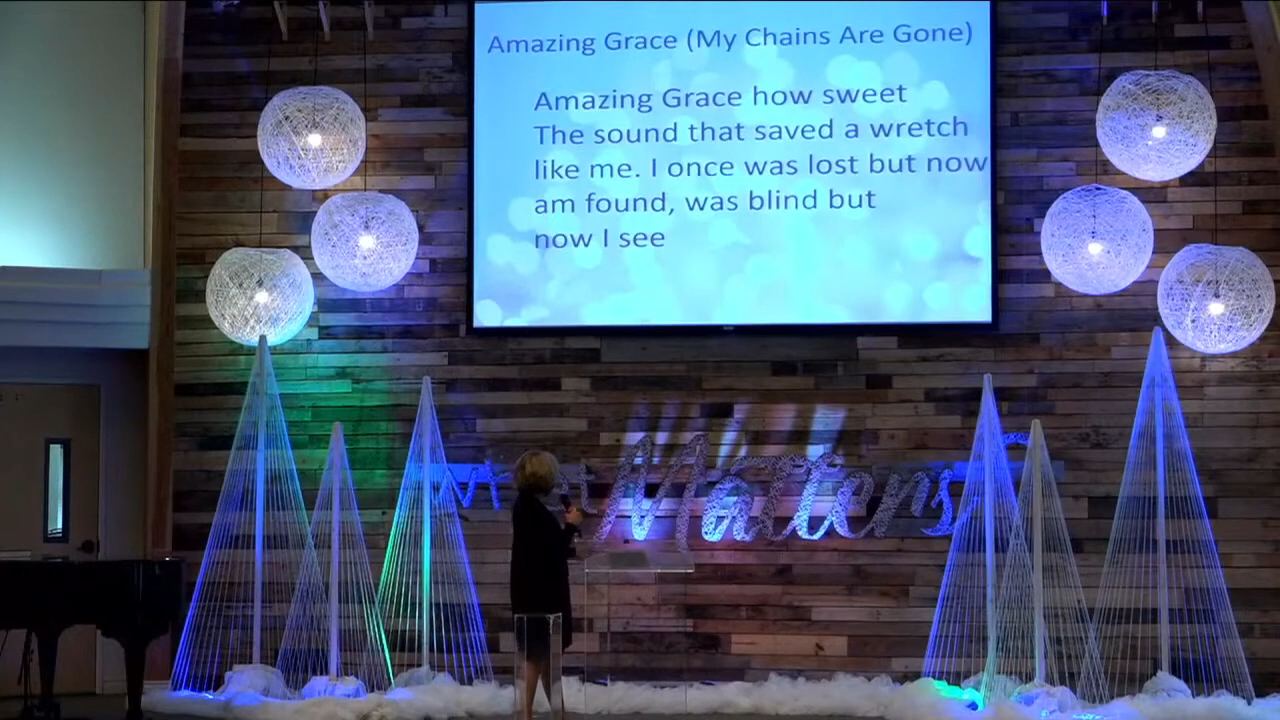 Amazing Grace (My Chains Are Gone)
Amazing Grace how sweet
The sound that saved a wretch
like me. I once was lost but now
am found, was blind but
now I see
Matters